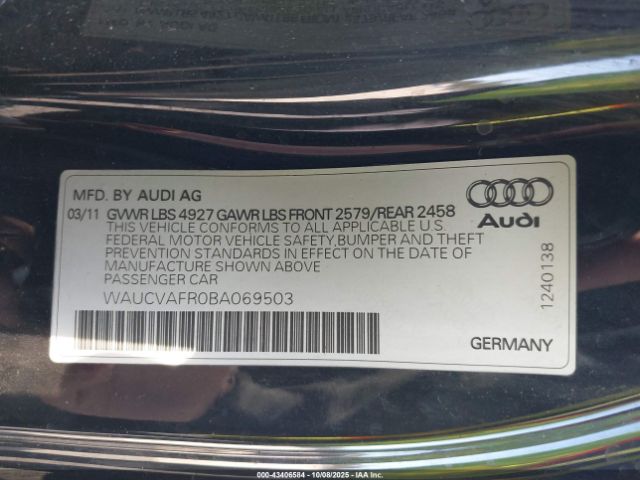 MFD. BY AUDI AG
03/11 GVWR LBS 4927 GAWR LBS FRONT 2579/REAR 2458
THIS VEHICLE CONFORMS TO ALL APPLICABLE U.S.
FEDERAL MOTOR VEHICLE SAFETY,BUMPER AND THEFT
PREVENTION STANDARDS IN EFFECT ON THE DATE OF
MANUFACTURE SHOWN ABOVE
PASSENGER CAR
WAUCVAFR0BA069503
Audi
1240138
GERMANY
000-43406584 - 10/08/2025 - IAAI.COM